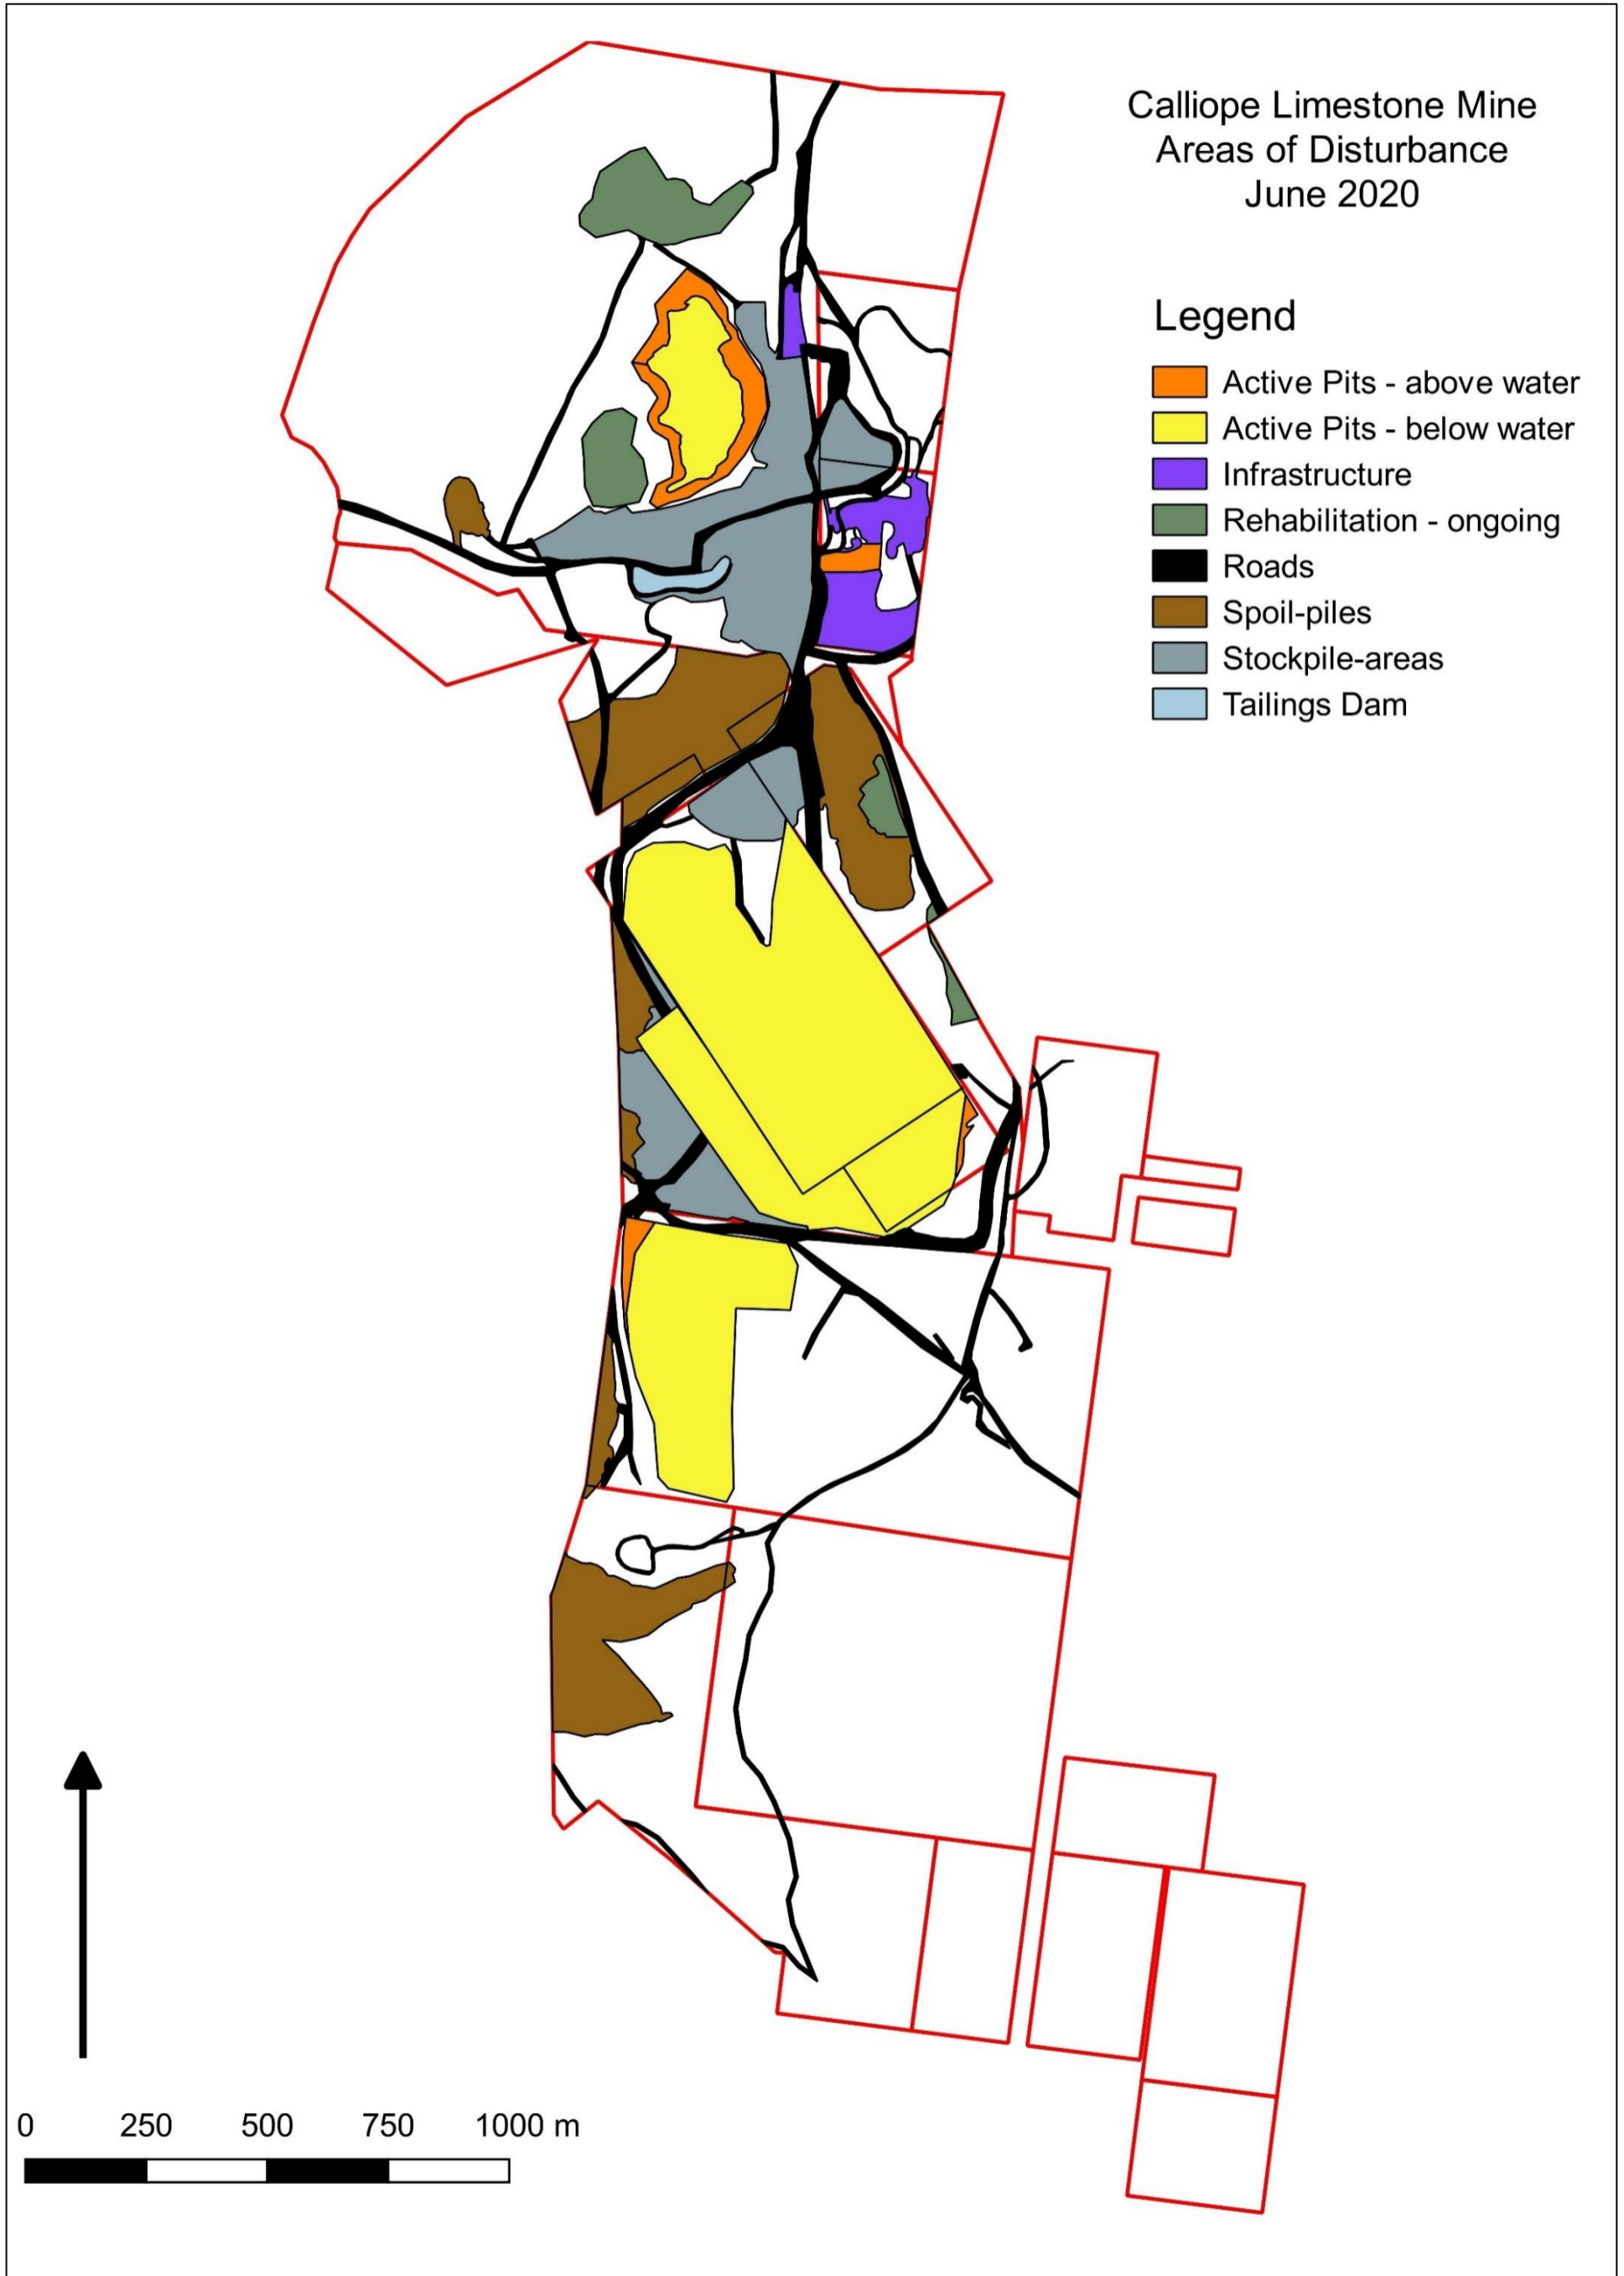 Calliope Limestone Mine
Areas of Disturbance
June 2020
Legend
Active Pits - above water
Active Pits - below water
Infrastructure
Rehabilitation - ongoing
Roads
Spoil-piles
Stockpile-areas
Tailings Dam
0 250 500 750 1000 m